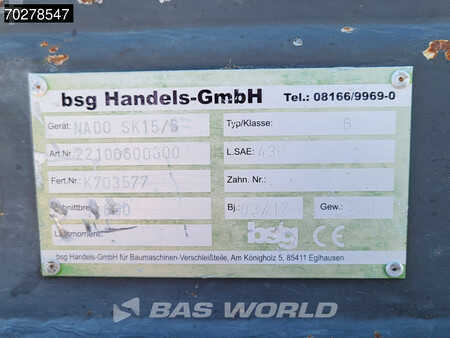 70278547
bsg Handels-GmbH Tel.: 08166/9969-0
Gerät: NADO SK15/S Typ/Klasse: B
Art.Nr. 22100600300 L.SAE: 43
Fert.Nr.: K703577 Zahn. Nr.
Bj. Gew.:
Lastmoment: bsg CE
bsg Handels-GmbH für Baumaschinen-Verschleißteile, Am Königholz 5, 85411 Eglhausen
BAS WORLD